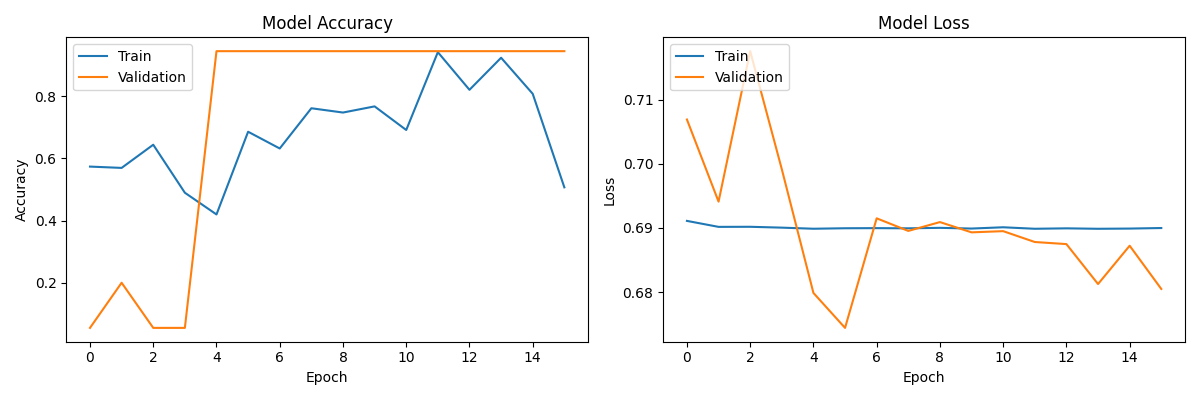 Model Accuracy
Train
Validation
0.8
0.6
0.4
0.2
Accuracy
0 2 4 6 8 10 12 14
Epoch
Model Loss
Train
Validation
0.71
0.70
0.69
0.68
Loss
0 2 4 6 8 10 12 14
Epoch